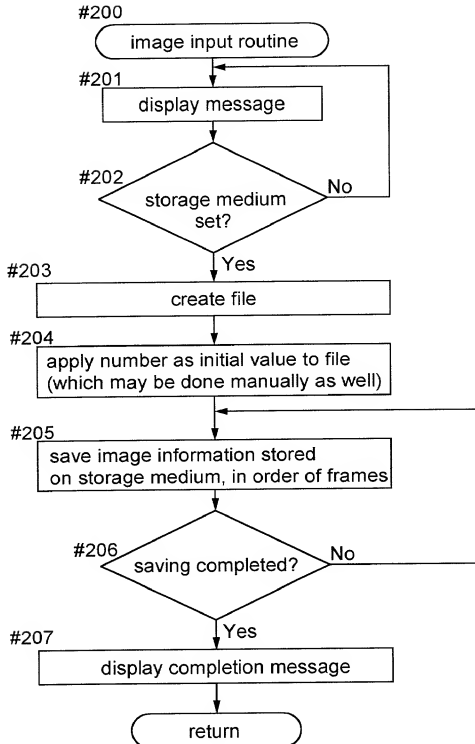 #200
image input routine
#201
display message
#202
storage medium
set?
No
Yes
#203
create file
#204
apply number as initial value to file
(which may be done manually as well)
#205
save image information stored
on storage medium, in order of frames
#206
saving completed?
No
Yes
#207
display completion message
return